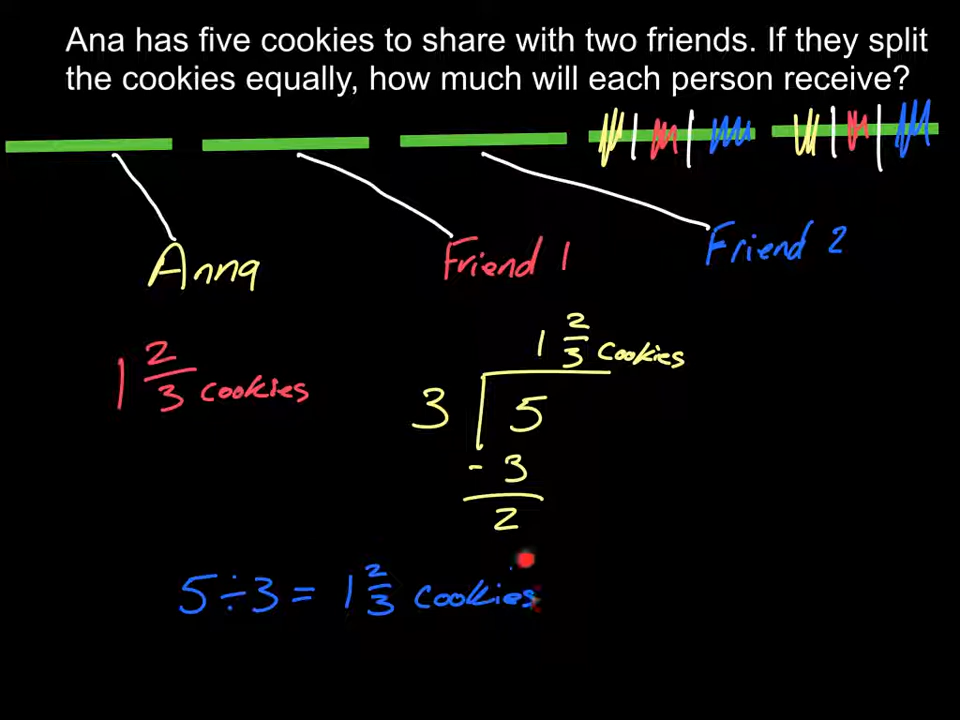 Ana has five cookies to share with two friends. If they split
the cookies equally, how much will each person receive?
Anna
Friend 1
Friend 2
1 2/3 cookies
1 2/3 cookies
3 5
- 3
2
5 ÷ 3 = 1 2/3 cookies